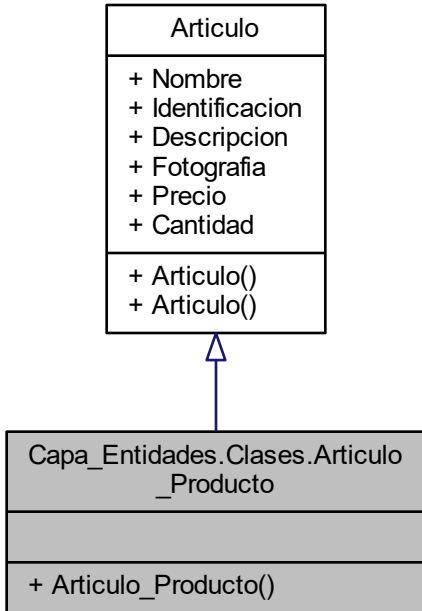 Articulo
+ Nombre
+ Identificacion
+ Descripcion
+ Fotografia
+ Precio
+ Cantidad
+ Articulo()
+ Articulo()
Capa_Entidades.Clases.Articulo
_Producto
+ Articulo_Producto()